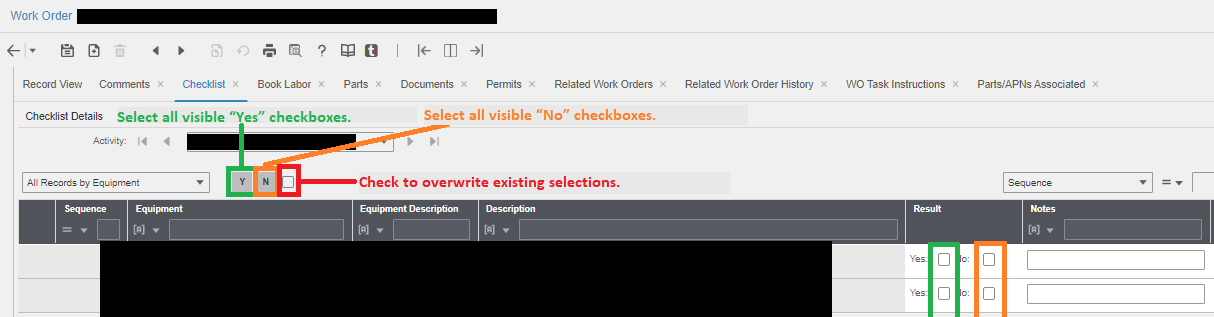 Work Order
Record View Comments × Checklist × Book Labor × Parts × Documents × Permits × Related Work Orders × Related Work Order History × WO Task Instructions × Parts/APNs Associated ×
Checklist Details Select all visible “Yes” checkboxes. Select all visible “No” checkboxes.
Activity:
All Records by Equipment Y N Check to overwrite existing selections. Sequence =
Sequence Equipment Equipment Description Description Result Notes
= [A] [A] [A] [A]
Yes: No:
Yes: No: